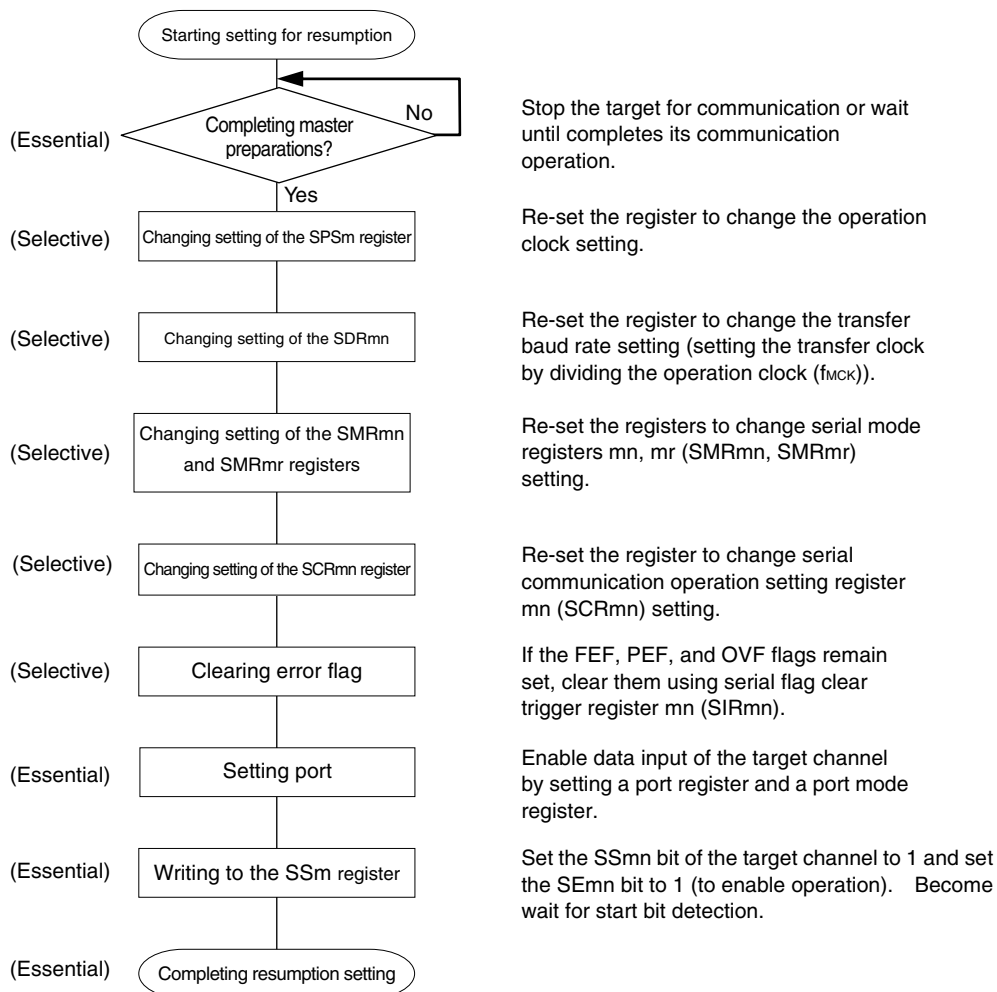 Starting setting for resumption
(Essential)
Completing master
preparations?
No
Yes
Stop the target for communication or wait
until completes its communication
operation.
(Selective)
Changing setting of the SPSm register
Re-set the register to change the operation
clock setting.
(Selective)
Changing setting of the SDRmn
Re-set the register to change the transfer
baud rate setting (setting the transfer clock
by dividing the operation clock (fMCK)).
(Selective)
Changing setting of the SMRmn
and SMRmr registers
Re-set the registers to change serial mode
registers mn, mr (SMRmn, SMRmr)
setting.
(Selective)
Changing setting of the SCRmn register
Re-set the register to change serial
communication operation setting register
mn (SCRmn) setting.
(Selective)
Clearing error flag
If the FEF, PEF, and OVF flags remain
set, clear them using serial flag clear
trigger register mn (SIRmn).
(Essential)
Setting port
Enable data input of the target channel
by setting a port register and a port mode
register.
(Essential)
Writing to the SSm register
Set the SSmn bit of the target channel to 1 and set
the SEmn bit to 1 (to enable operation). Become
wait for start bit detection.
(Essential)
Completing resumption setting